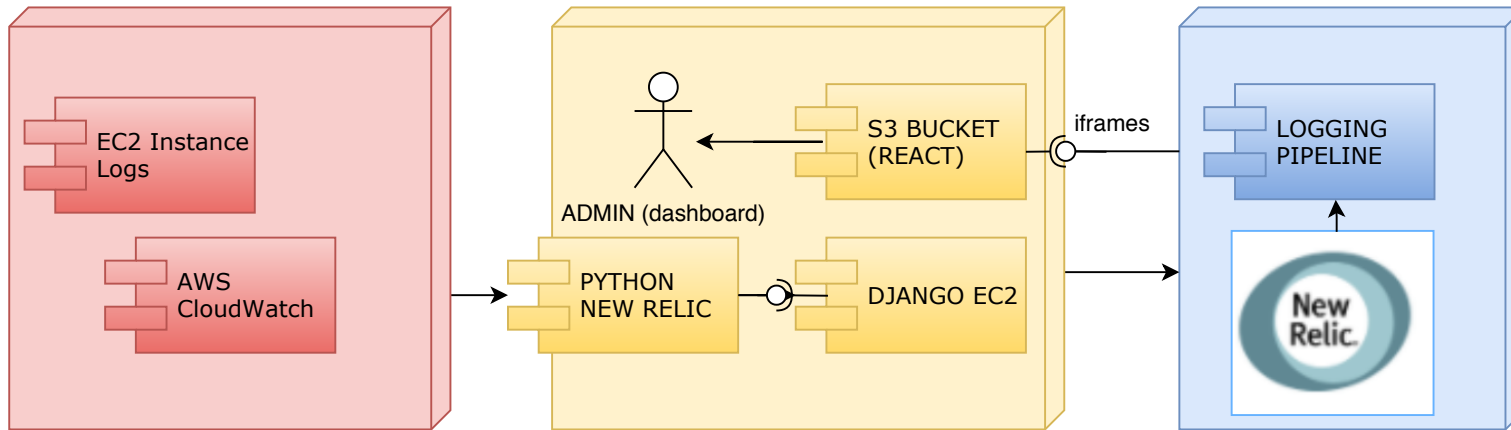 EC2 Instance
Logs
AWS
CloudWatch
ADMIN (dashboard)
S3 BUCKET
(REACT)
PYTHON
NEW RELIC
DJANGO EC2
iframes
LOGGING
PIPELINE
New
Relic.